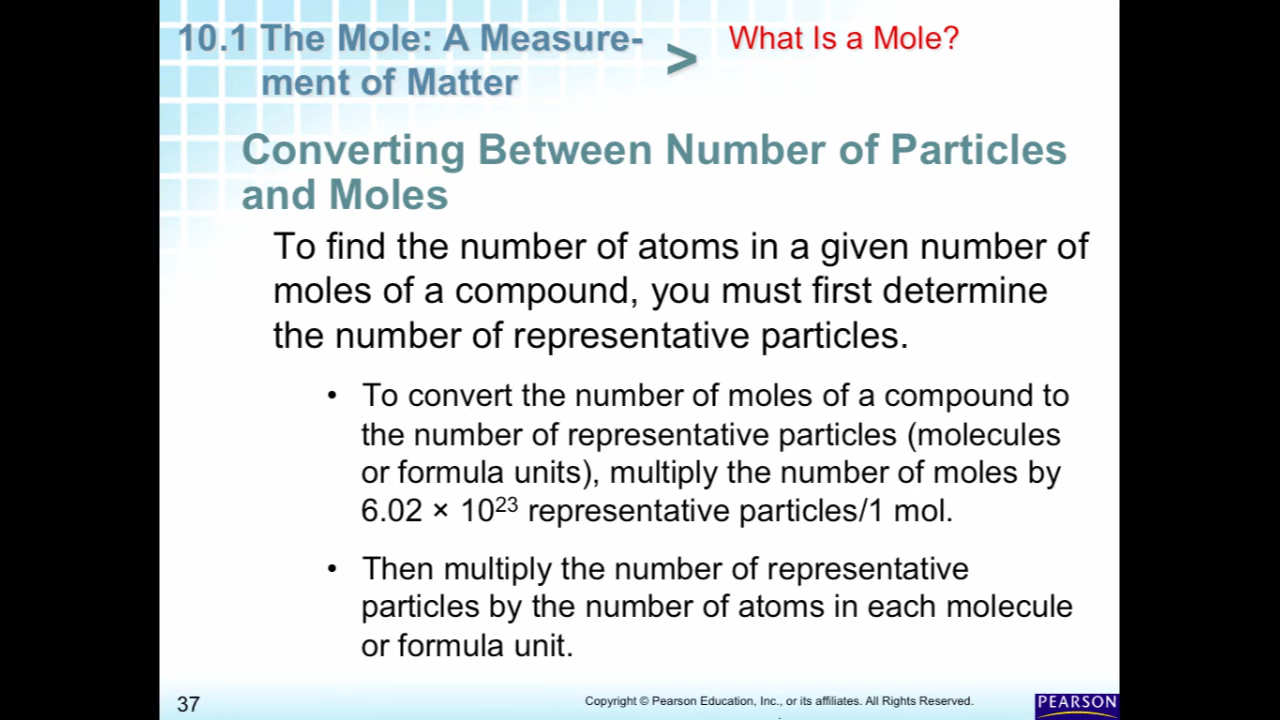 10.1 The Mole: A Measure-
ment of Matter
>
What Is a Mole?
Converting Between Number of Particles
and Moles
To find the number of atoms in a given number of
moles of a compound, you must first determine
the number of representative particles.
• To convert the number of moles of a compound to
the number of representative particles (molecules
or formula units), multiply the number of moles by
6.02 × 10²³ representative particles/1 mol.
• Then multiply the number of representative
particles by the number of atoms in each molecule
or formula unit.
37
Copyright © Pearson Education, Inc., or its affiliates. All Rights Reserved.
PEARSON